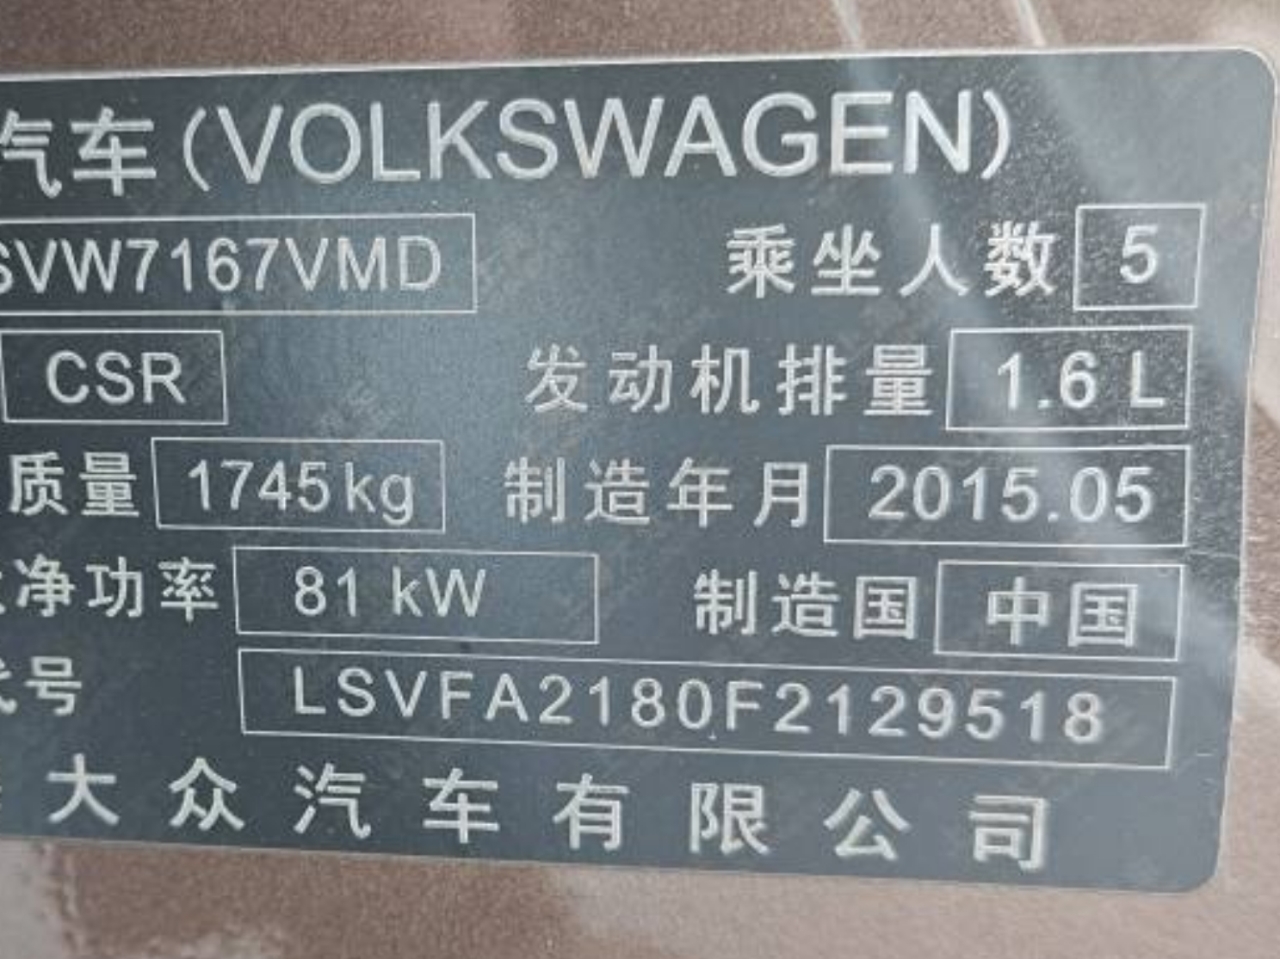 汽车(VOLKSWAGEN)
SVW7167VMD 乘坐人数 5
CSR 发动机排量 1.6 L
质量 1745kg 制造年月 2015.05
净功率 81 kW 制造国 中国
代号 LSVFA2180F2129518
大众汽车有限公司